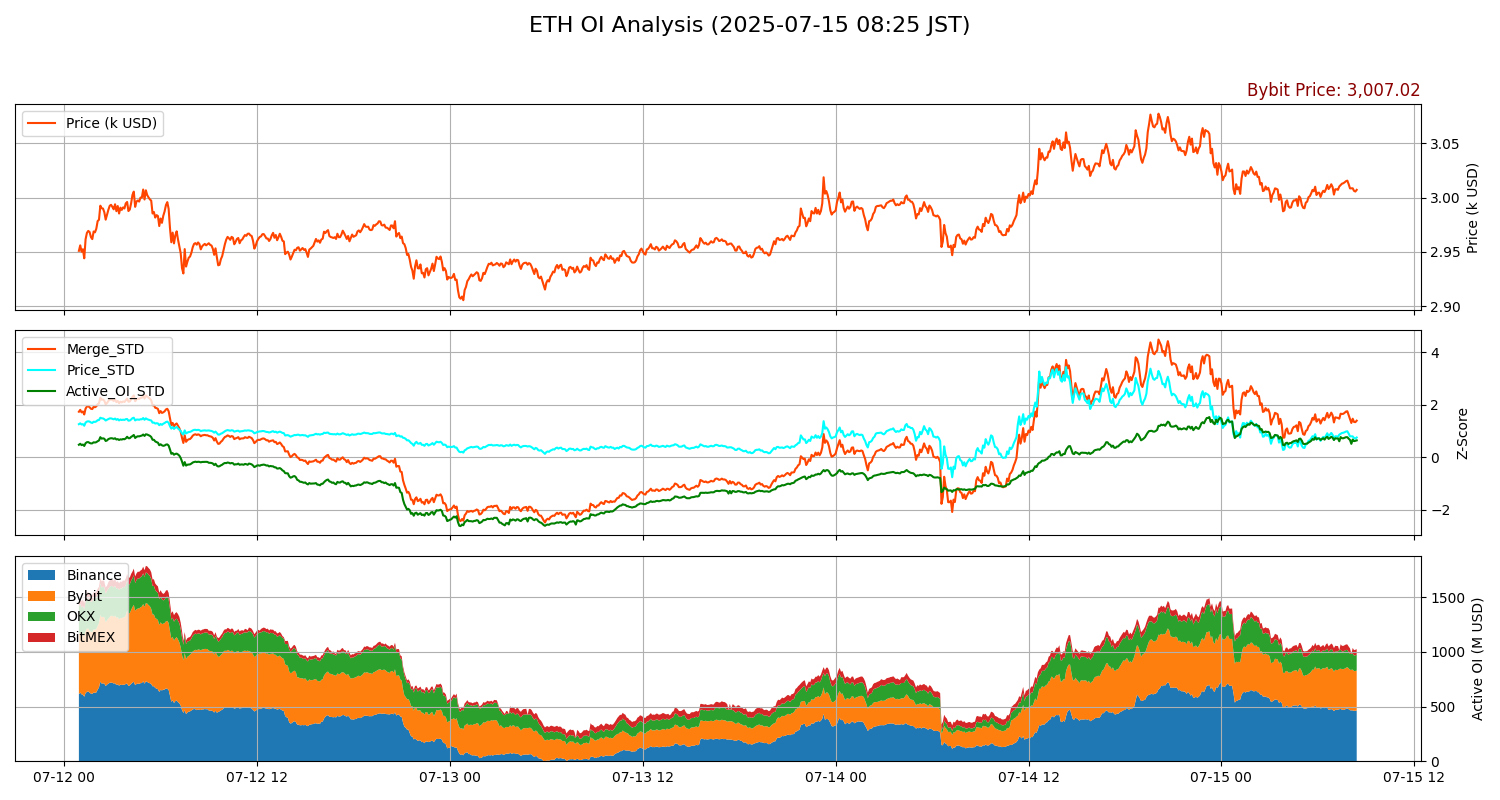 ETH OI Analysis (2025-07-15 08:25 JST)
Bybit Price: 3,007.02
Price (k USD)
3.05
3.00
2.95
2.90
Price (k USD)
Merge_STD
Price_STD
Active_OI_STD
4
2
0
−2
Z-Score
Binance
Bybit
OKX
BitMEX
1500
1000
500
0
Active OI (M USD)
07-12 00
07-12 12
07-13 00
07-13 12
07-14 00
07-14 12
07-15 00
07-15 12